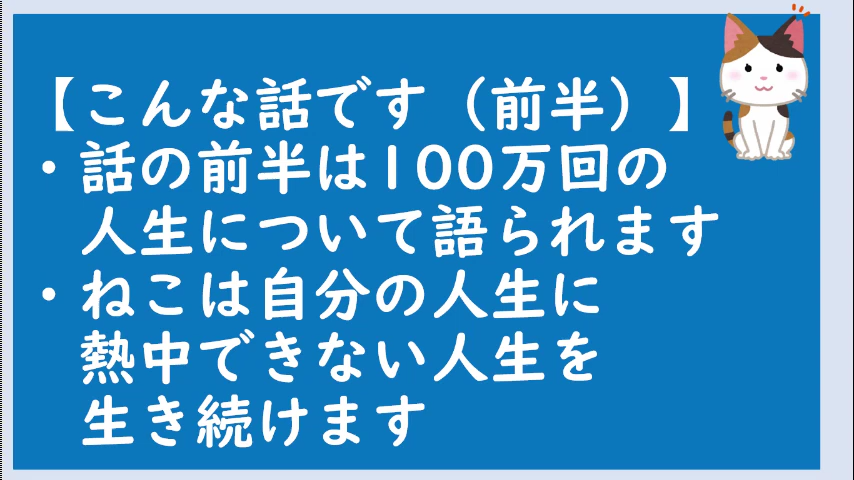 【こんな話です（前半）】
・話の前半は100万回の
人生について語られます
・ねこは自分の人生に
熱中できない人生を
生き続けます